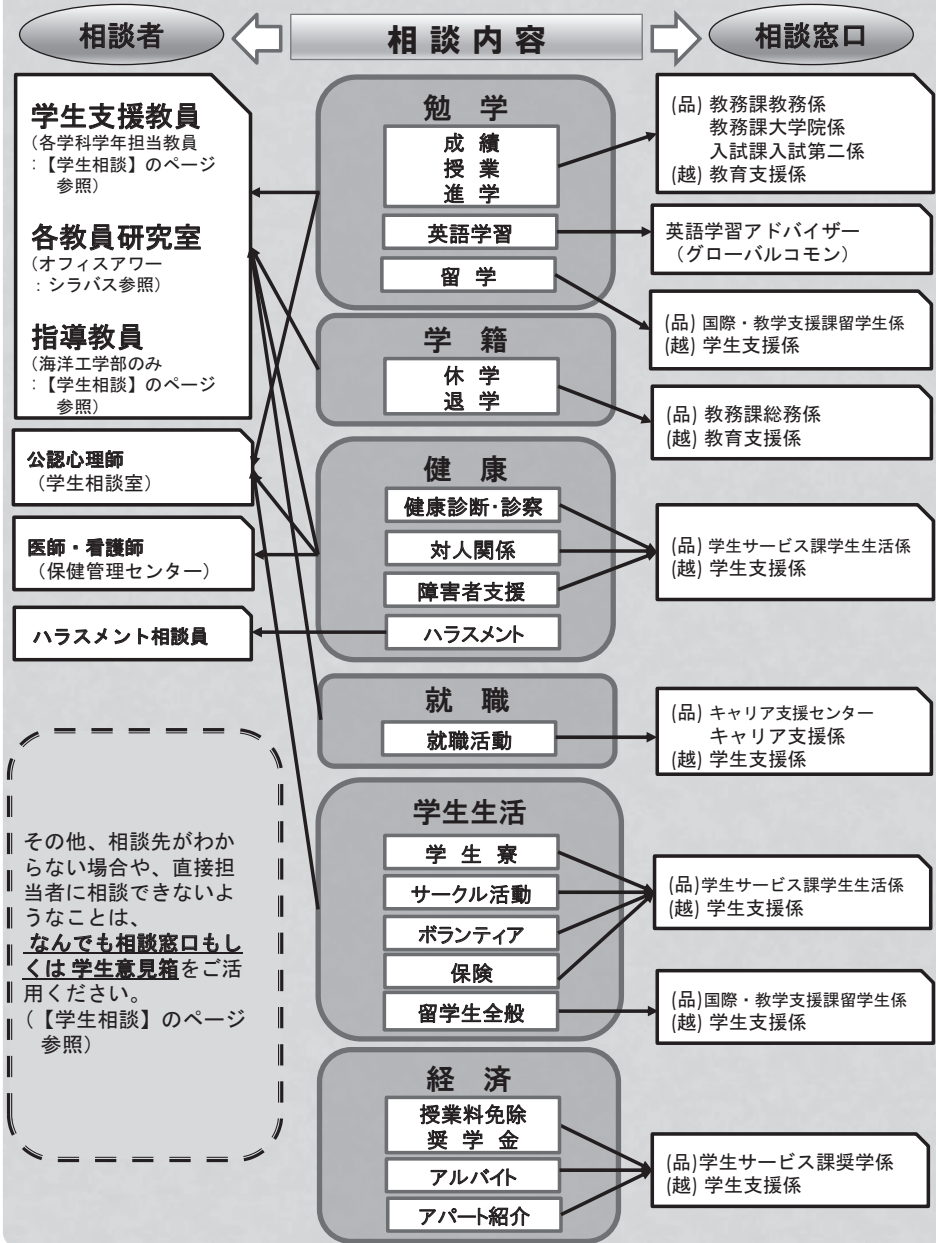 相談者
相談内容
相談窓口
学生支援教員
(各学科学年担当教員
:【学生相談】のページ
参照)
各教員研究室
(オフィスアワー
:シラバス参照)
指導教員
(海洋工学部のみ
:【学生相談】のページ
参照)
公認心理師
(学生相談室)
医師・看護師
(保健管理センター)
ハラスメント相談員
その他、相談先がわか
らない場合や、直接担
当者に相談できないよ
うなことは、
なんでも相談窓口もし
くは 学生意見箱をご活
用ください。
(【学生相談】のページ
参照)
勉 学
成 績
授 業
進 学
英語学習
留 学
学 籍
休 学
退 学
健 康
健康診断・診察
対人関係
障害者支援
ハラスメント
就 職
就職活動
学生生活
学 生 寮
サークル活動
ボランティア
保険
留学生全般
経 済
授業料免除
奨 学 金
アルバイト
アパート紹介
(品) 教務課教務係
教務課大学院係
入試課入試第二係
(越) 教育支援係
英語学習アドバイザー
(グローバルコモン)
(品) 国際・教学支援課留学生係
(越) 学生支援係
(品) 教務課総務係
(越) 教育支援係
(品) 学生サービス課学生生活係
(越) 学生支援係
(品) キャリア支援センター
キャリア支援係
(越) 学生支援係
(品)学生サービス課学生生活係
(越) 学生支援係
(品)国際・教学支援課留学生係
(越) 学生支援係
(品)学生サービス課奨学係
(越) 学生支援係